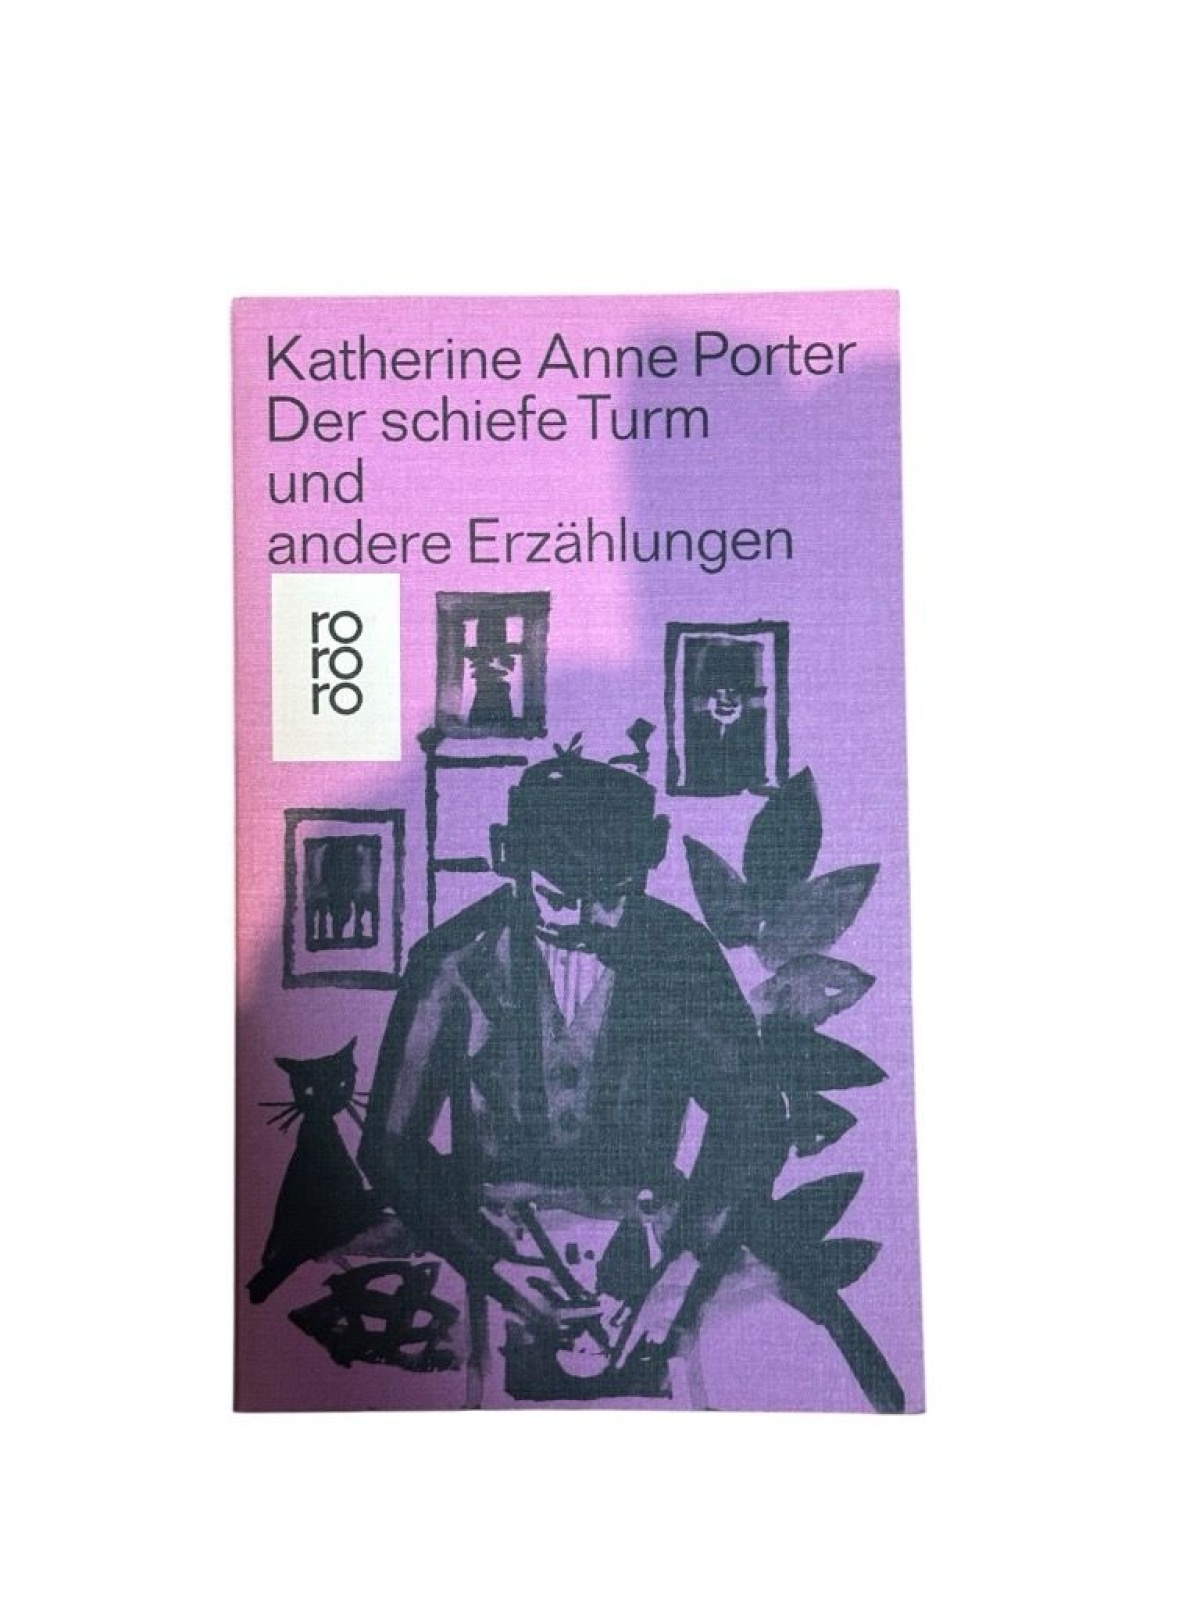 Katherine Anne Porter
Der schiefe Turm
und
andere Erzählungen
ro
ro
ro